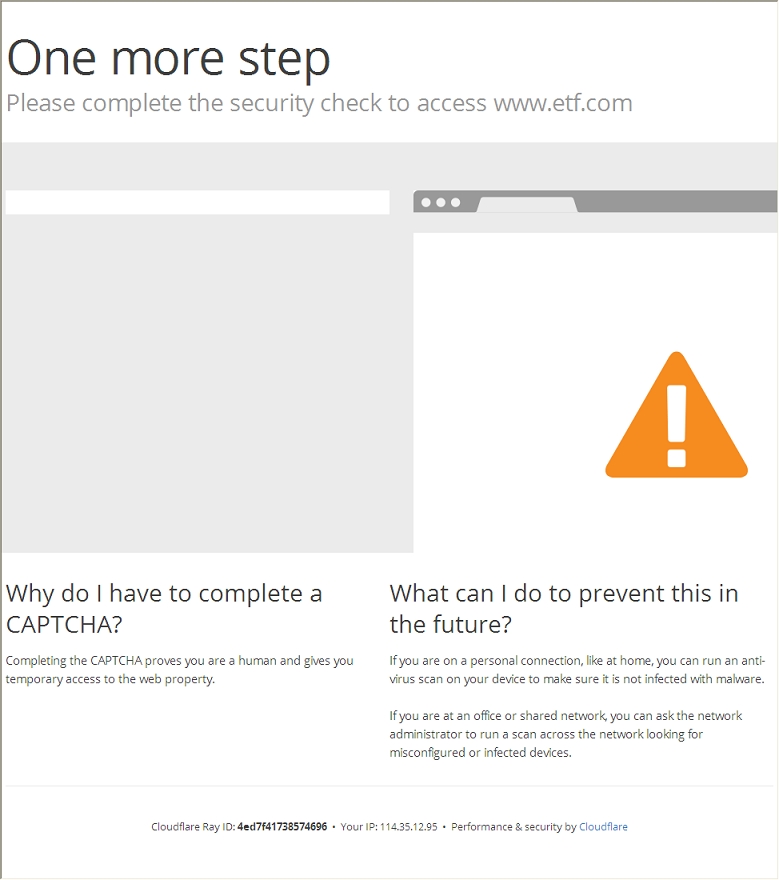 One more step
Please complete the security check to access www.etf.com
Why do I have to complete a
CAPTCHA?
Completing the CAPTCHA proves you are a human and gives you
temporary access to the web property.
What can I do to prevent this in
the future?
If you are on a personal connection, like at home, you can run an anti-
virus scan on your device to make sure it is not infected with malware.
If you are at an office or shared network, you can ask the network
administrator to run a scan across the network looking for
misconfigured or infected devices.
Cloudflare Ray ID: 4ed7f41738574696 • Your IP: 114.35.12.95 • Performance & security by Cloudflare